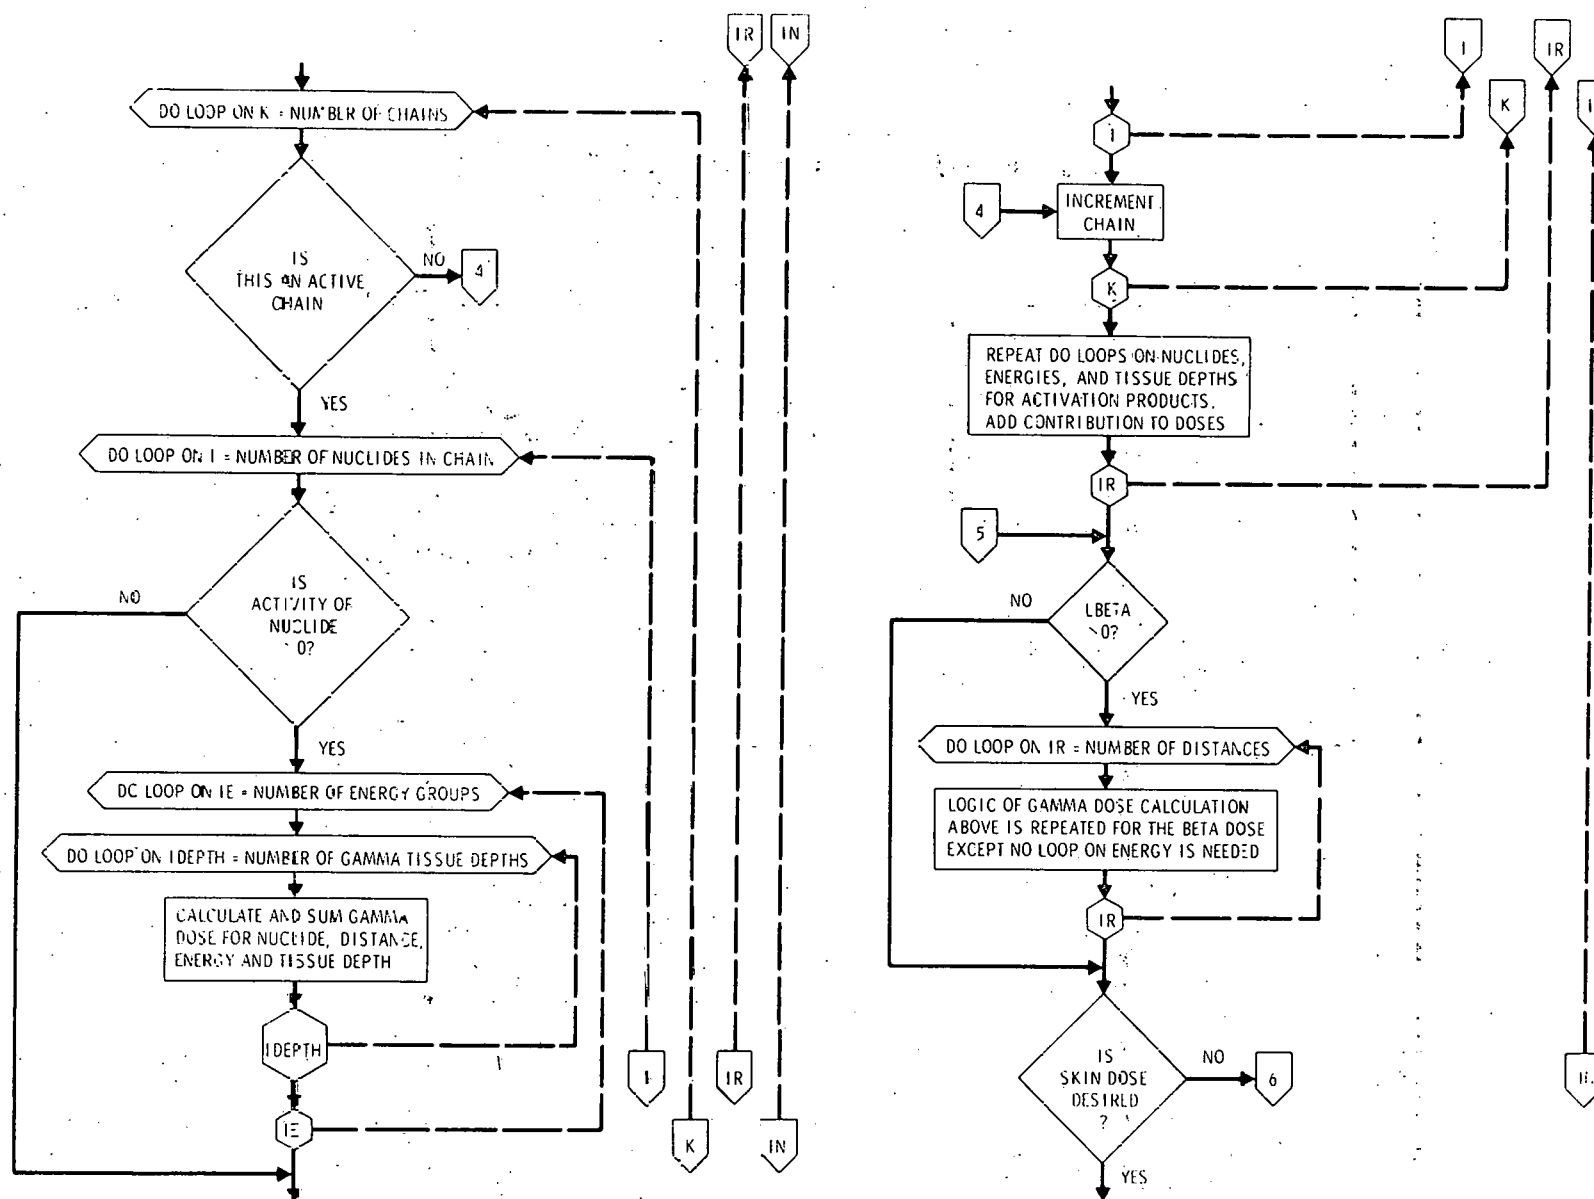 IR
IN
DO LOOP ON K = NUMBER OF CHAINS
IS
THIS AN ACTIVE
CHAIN
NO
4
YES
DO LOOP ON I = NUMBER OF NUCLIDES IN CHAIN
IS
ACTIVITY OF
NUCLIDE
0?
NO
YES
DO LOOP ON IE = NUMBER OF ENERGY GROUPS
DO LOOP ON IDEPTH = NUMBER OF GAMMA TISSUE DEPTHS
CALCULATE AND SUM GAMMA
DOSE FOR NUCLIDE, DISTANCE,
ENERGY AND TISSUE DEPTH
IDEPTH
IE
I
IR
K
IN
I
IR
K
I
4
INCREMENT
CHAIN
K
REPEAT DO LOOPS ON NUCLIDES,
ENERGIES, AND TISSUE DEPTHS
FOR ACTIVATION PRODUCTS.
ADD CONTRIBUTION TO DOSES
IR
5
NO
LBETA
0?
YES
DO LOOP ON IR = NUMBER OF DISTANCES
LOGIC OF GAMMA DOSE CALCULATION
ABOVE IS REPEATED FOR THE BETA DOSE
EXCEPT NO LOOP ON ENERGY IS NEEDED
IR
IS
SKIN DOSE
DESIRED
?
NO
6
YES